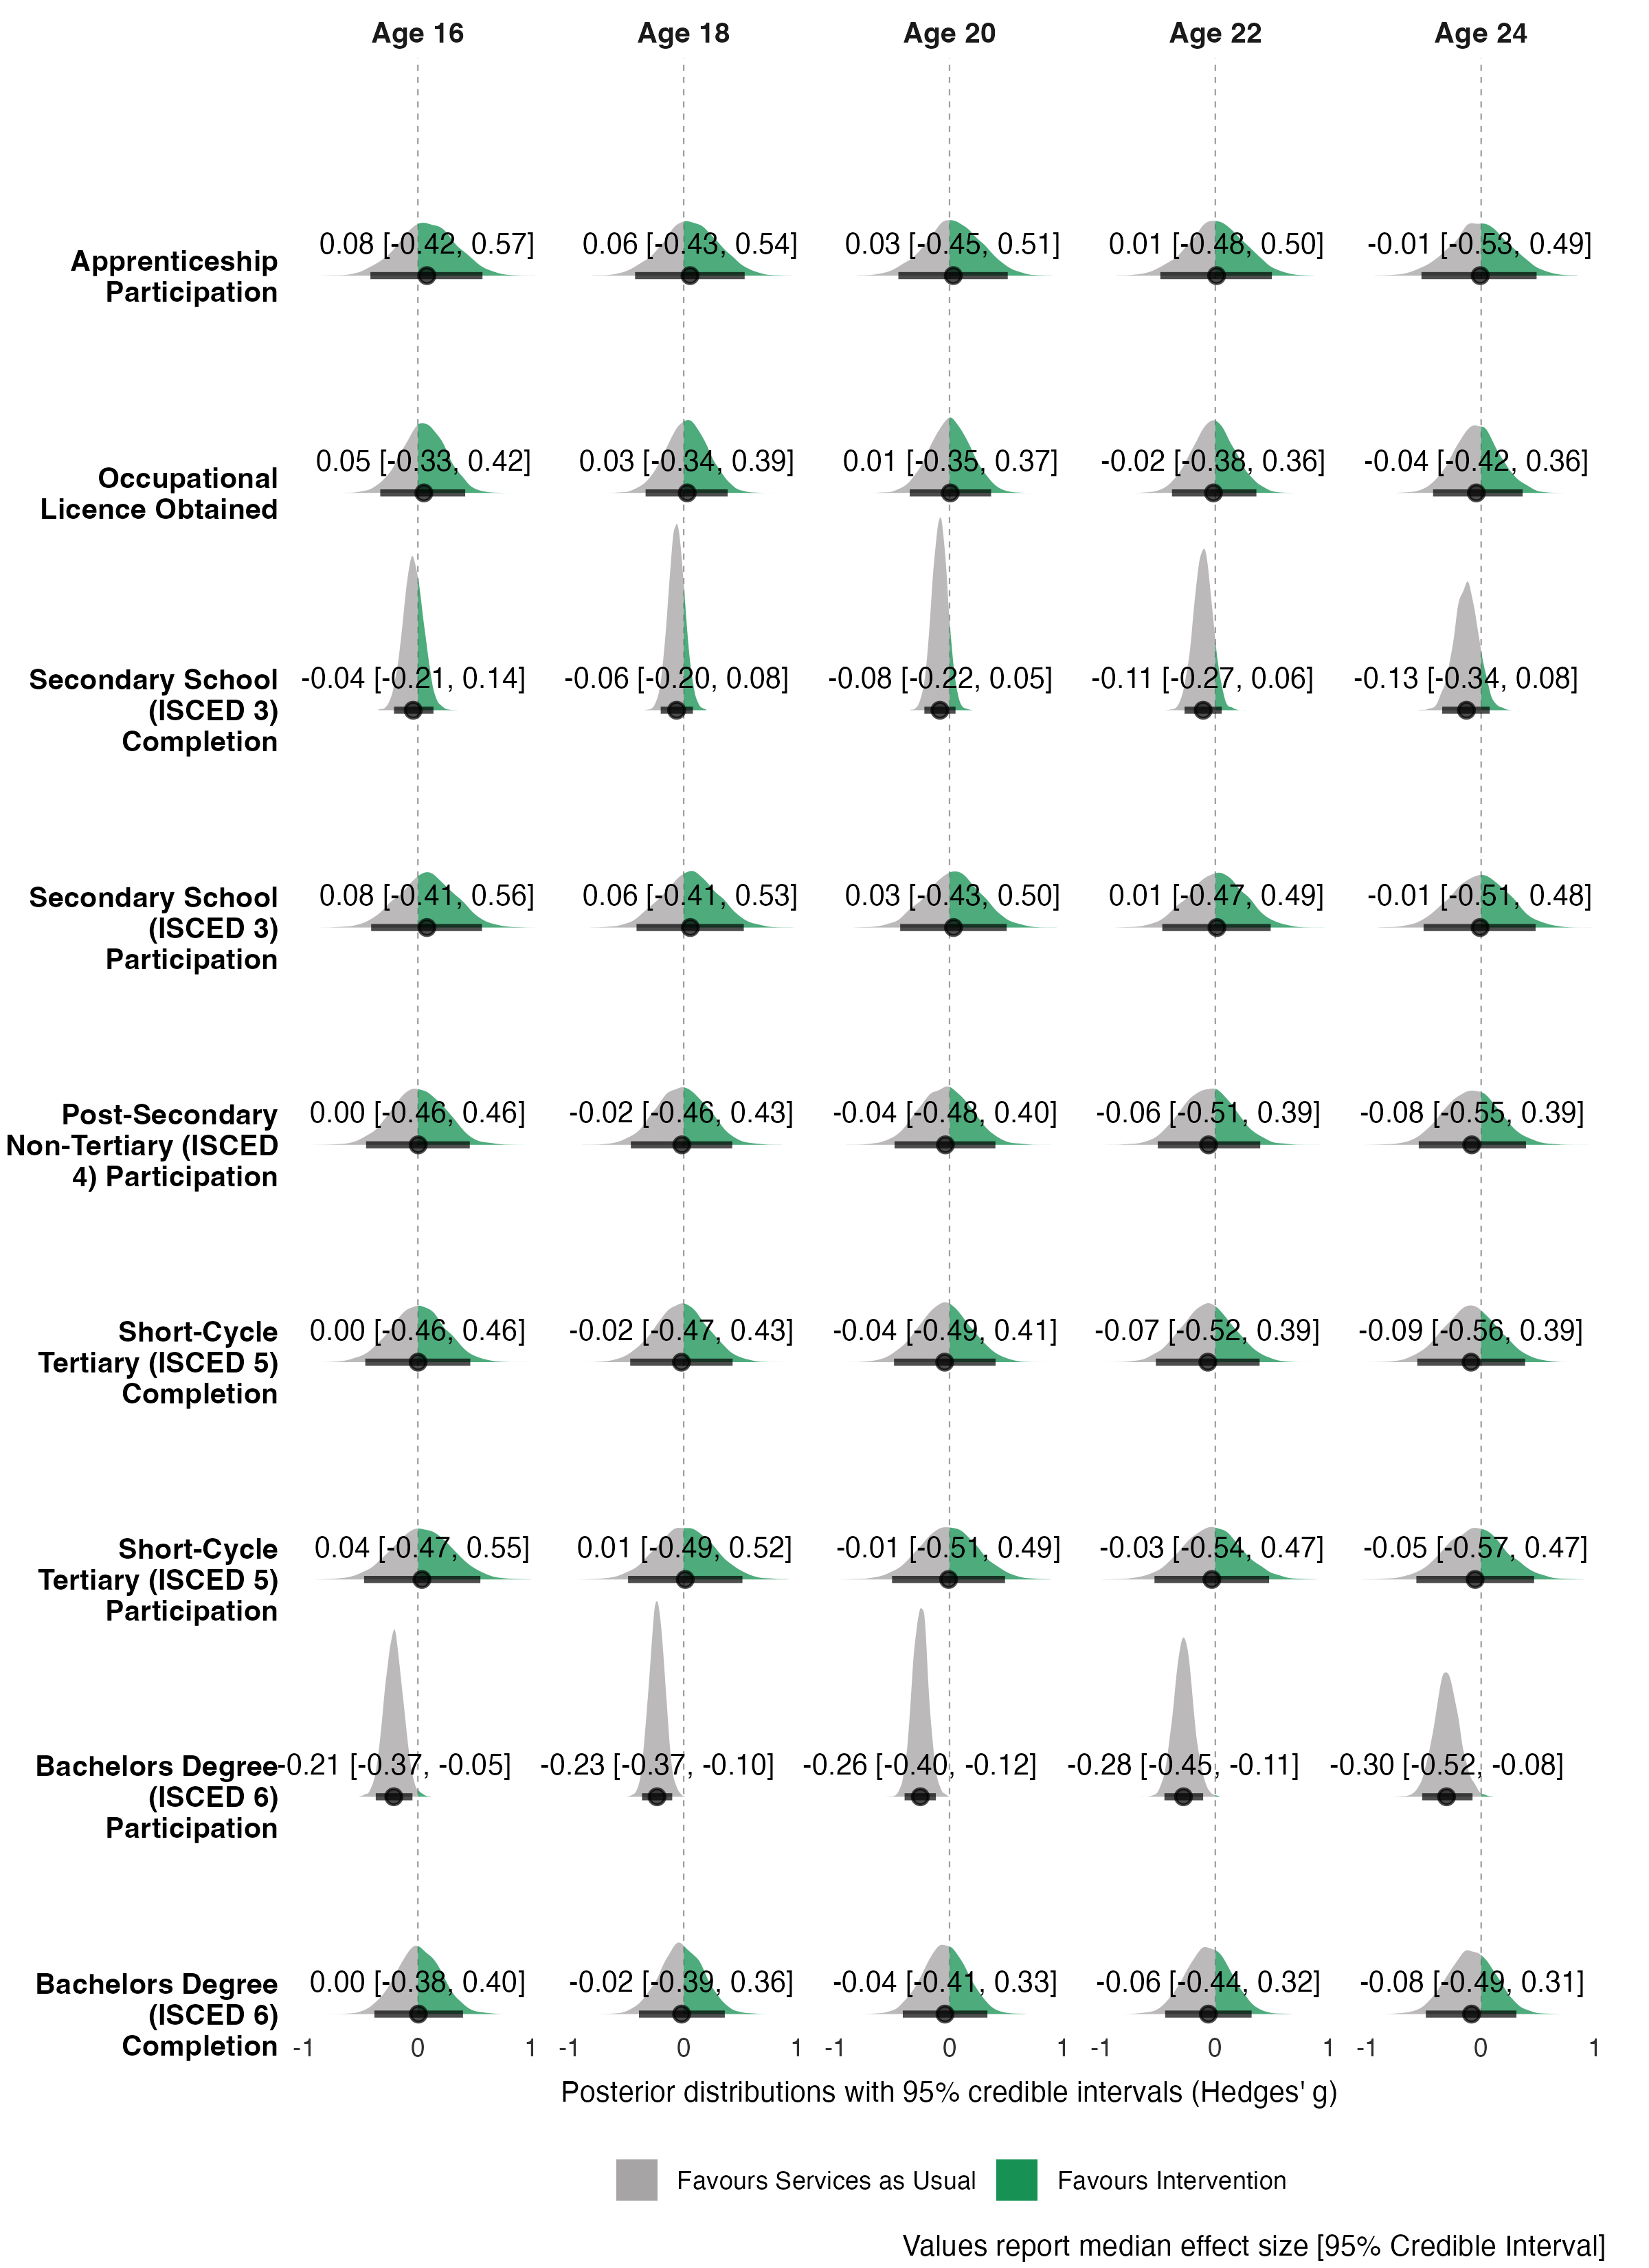 Age 16 Age 18 Age 20 Age 22 Age 24
Apprenticeship
Participation
0.08 [-0.42, 0.57] 0.06 [-0.43, 0.54] 0.03 [-0.45, 0.51] 0.01 [-0.48, 0.50] -0.01 [-0.53, 0.49]
Occupational
Licence Obtained
0.05 [-0.33, 0.42] 0.03 [-0.34, 0.39] 0.01 [-0.35, 0.37] -0.02 [-0.38, 0.36] -0.04 [-0.42, 0.36]
Secondary School
(ISCED 3)
Completion
-0.04 [-0.21, 0.14] -0.06 [-0.20, 0.08] -0.08 [-0.22, 0.05] -0.11 [-0.27, 0.06] -0.13 [-0.34, 0.08]
Secondary School
(ISCED 3)
Participation
0.08 [-0.41, 0.56] 0.06 [-0.41, 0.53] 0.03 [-0.43, 0.50] 0.01 [-0.47, 0.49] -0.01 [-0.51, 0.48]
Post-Secondary
Non-Tertiary (ISCED
4) Participation
0.00 [-0.46, 0.46] -0.02 [-0.46, 0.43] -0.04 [-0.48, 0.40] -0.06 [-0.51, 0.39] -0.08 [-0.55, 0.39]
Short-Cycle
Tertiary (ISCED 5)
Completion
0.00 [-0.46, 0.46] -0.02 [-0.47, 0.43] -0.04 [-0.49, 0.41] -0.07 [-0.52, 0.39] -0.09 [-0.56, 0.39]
Short-Cycle
Tertiary (ISCED 5)
Participation
0.04 [-0.47, 0.55] 0.01 [-0.49, 0.52] -0.01 [-0.51, 0.49] -0.03 [-0.54, 0.47] -0.05 [-0.57, 0.47]
Bachelors Degree
(ISCED 6)
Participation
-0.21 [-0.37, -0.05] -0.23 [-0.37, -0.10] -0.26 [-0.40, -0.12] -0.28 [-0.45, -0.11] -0.30 [-0.52, -0.08]
Bachelors Degree
(ISCED 6)
Completion
0.00 [-0.38, 0.40] -0.02 [-0.39, 0.36] -0.04 [-0.41, 0.33] -0.06 [-0.44, 0.32] -0.08 [-0.49, 0.31]
-1 0 1 -1 0 1 -1 0 1 -1 0 1 -1 0 1
Posterior distributions with 95% credible intervals (Hedges' g)
Favours Services as Usual Favours Intervention
Values report median effect size [95% Credible Interval]